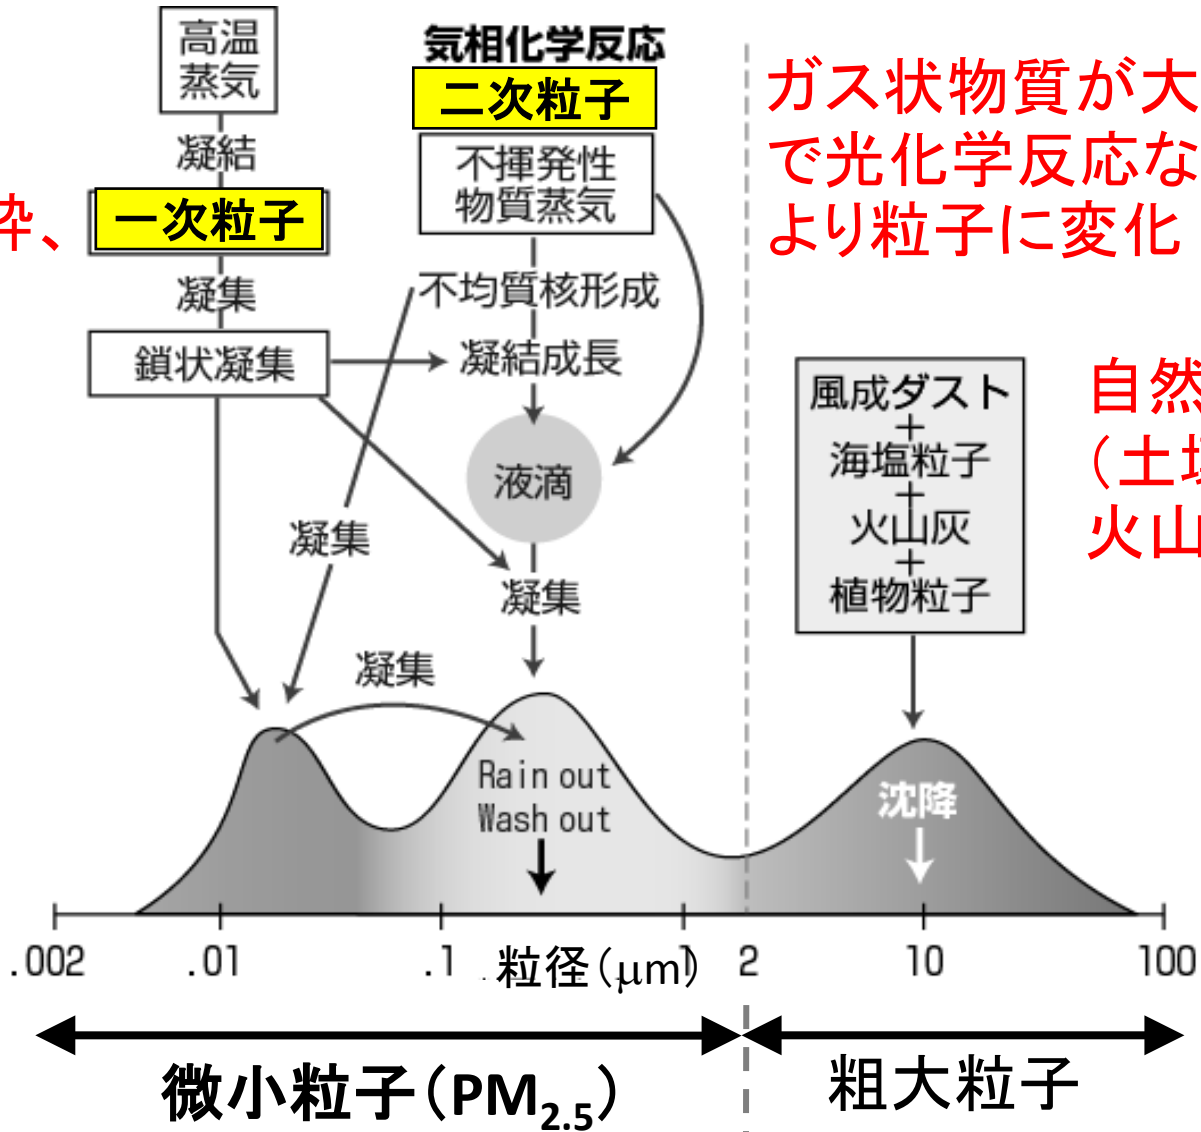 高温
蒸気
凝結
砕、
一次粒子
凝集
鎖状凝集
気相化学反応
二次粒子
不揮発性
物質蒸気
不均質核形成
凝結成長
液滴
凝集
凝集
凝集
ガス状物質が大
で光化学反応な
より粒子に変化
風成ダスト
+
海塩粒子
+
火山灰
+
植物粒子
自然
（土壌
火山
Rain out
Wash out
沈降
.002 .01 .1 1 2 10 100
粒径(μm)
微小粒子(PM2.5)
粗大粒子